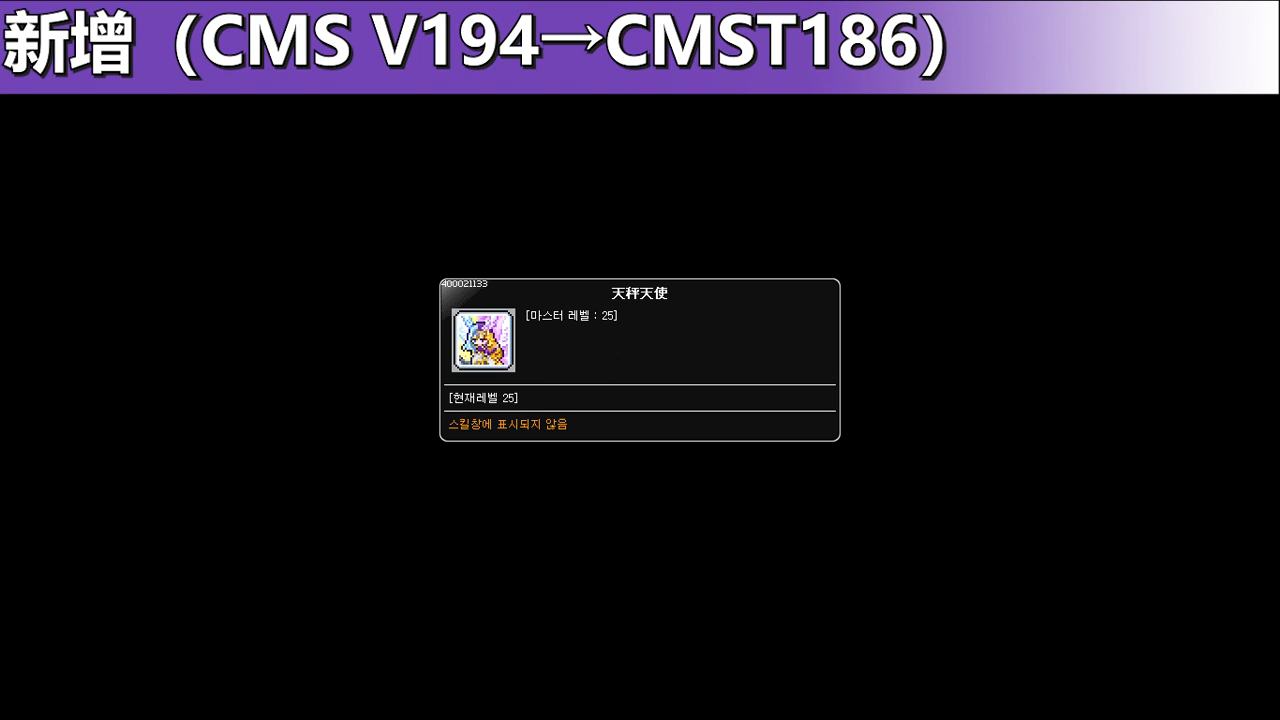 新增（CMS V194→CMST186）
400021133
天秤天使
[마스터 레벨 : 25]
[현재레벨 25]
스킬창에 표시되지 않음